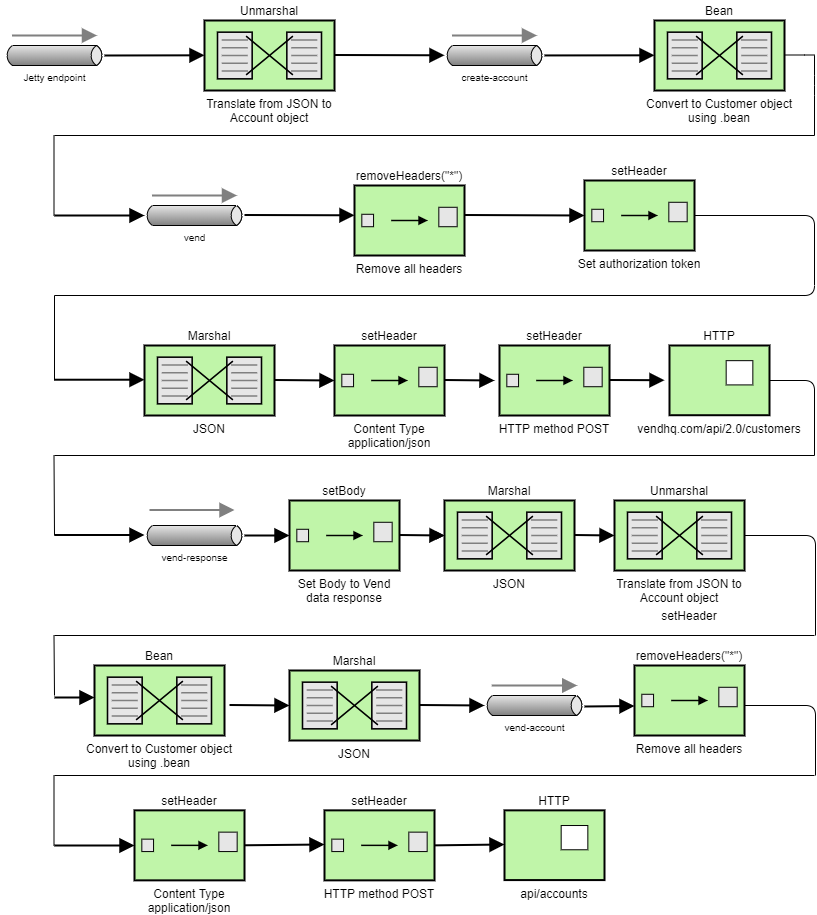 Unmarshal
Bean
Jetty endpoint
Translate from JSON to
Account object
create-account
Convert to Customer object
using .bean
removeHeaders("*")
setHeader
vend
Remove all headers
Set authorization token
Marshal
setHeader
setHeader
HTTP
JSON
Content Type
application/json
HTTP method POST
vendhq.com/api/2.0/customers
setBody
Marshal
Unmarshal
vend-response
Set Body to Vend
data response
JSON
Translate from JSON to
Account object
setHeader
Bean
Marshal
removeHeaders("*")
Convert to Customer object
using .bean
JSON
vend-account
Remove all headers
setHeader
setHeader
HTTP
Content Type
application/json
HTTP method POST
api/accounts